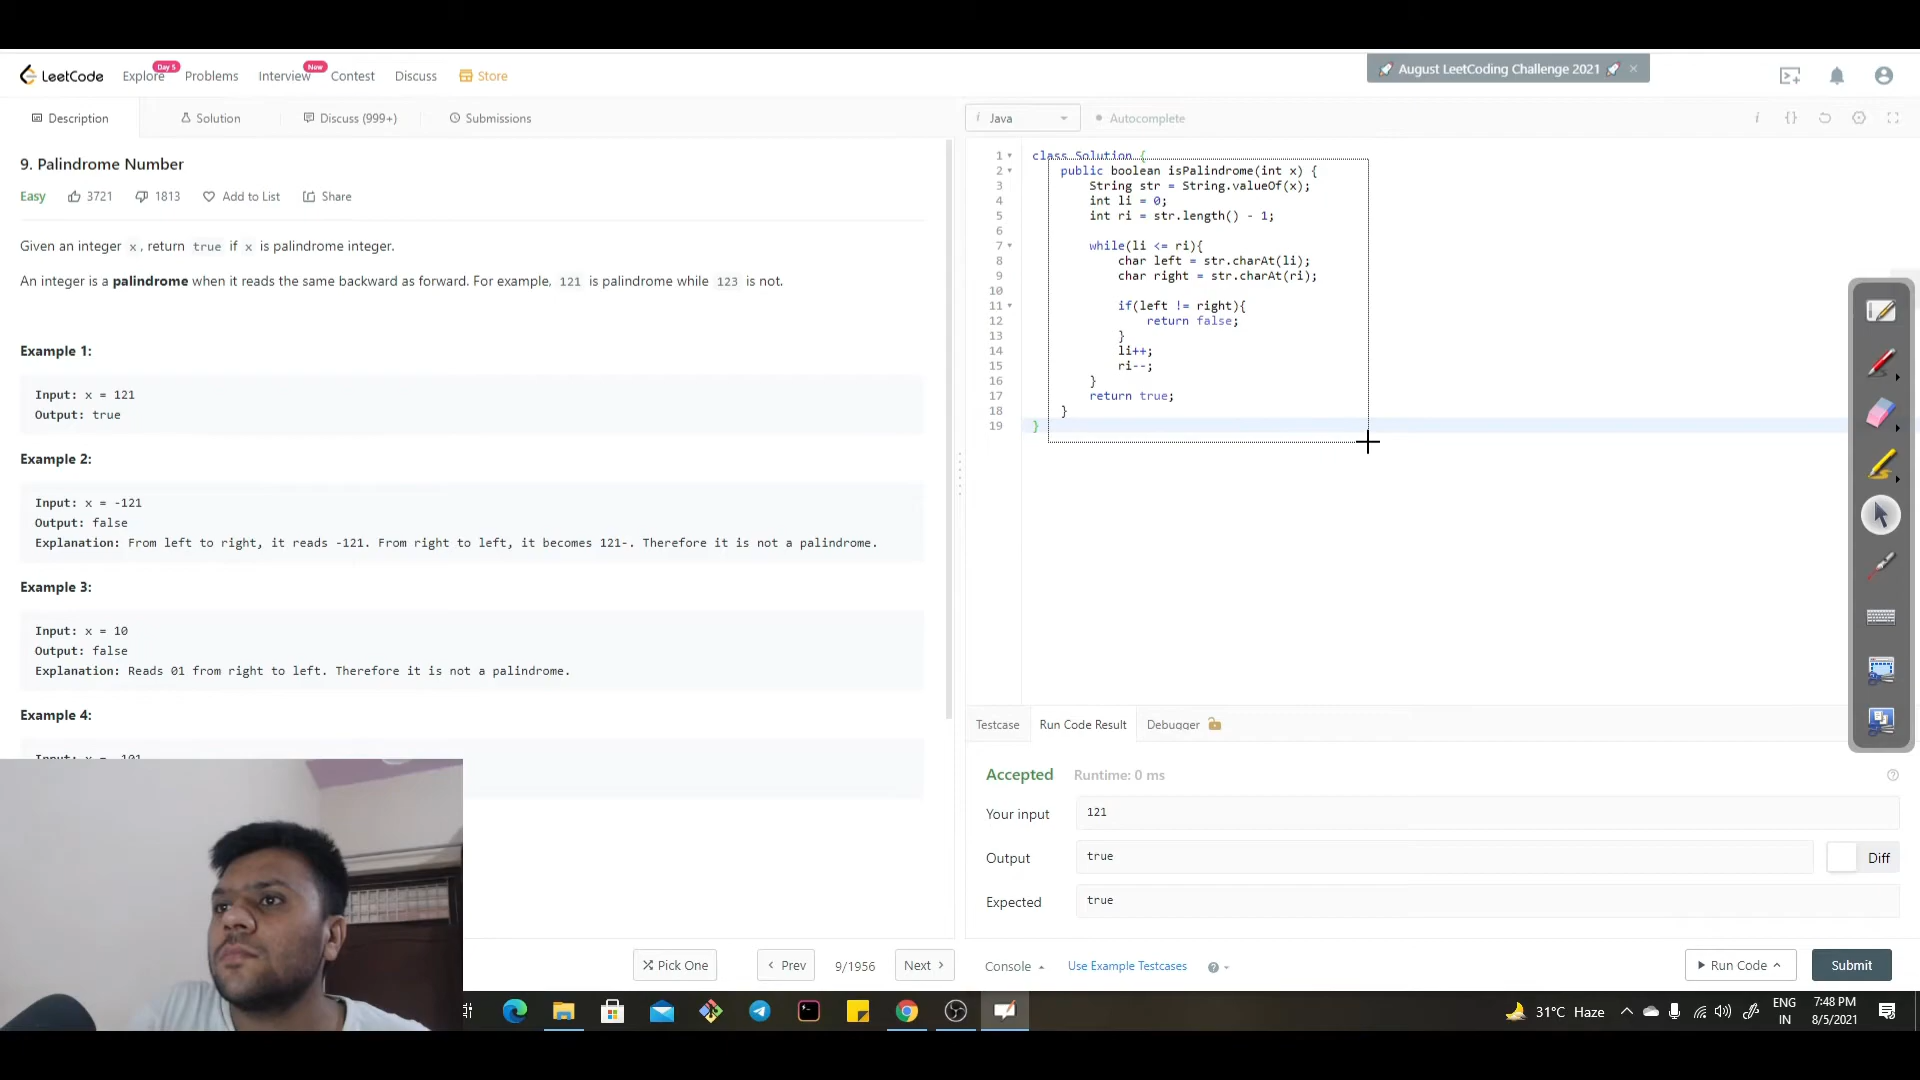 LeetCode
Explore
Day 5
Problems
Interview
New
Contest
Discuss
Store
August LeetCoding Challenge 2021
Description
Solution
Discuss (999+)
Submissions
9. Palindrome Number
Easy
3721
1813
Add to List
Share
Given an integer x, return true if x is palindrome integer.
An integer is a palindrome when it reads the same backward as forward. For example, 121 is palindrome while 123 is not.
Example 1:
Input: x = 121
Output: true
Example 2:
Input: x = -121
Output: false
Explanation: From left to right, it reads -121. From right to left, it becomes 121-. Therefore it is not a palindrome.
Example 3:
Input: x = 10
Output: false
Explanation: Reads 01 from right to left. Therefore it is not a palindrome.
Example 4:
Input: x = -101
i Java
Autocomplete
i {}
1 class Solution {
2 public boolean isPalindrome(int x) {
3 String str = String.valueOf(x);
4 int li = 0;
5 int ri = str.length() - 1;
6
7 while(li <= ri){
8 char left = str.charAt(li);
9 char right = str.charAt(ri);
10
11 if(left != right){
12 return false;
13 }
14 li++;
15 ri--;
16 }
17 return true;
18 }
19 }
Testcase
Run Code Result
Debugger
Accepted
Runtime: 0 ms
Your input
121
Output
true
Diff
Expected
true
Pick One
Prev
9/1956
Next
Console
Use Example Testcases
Run Code
Submit
31°C Haze
ENG
IN
7:48 PM
8/5/2021